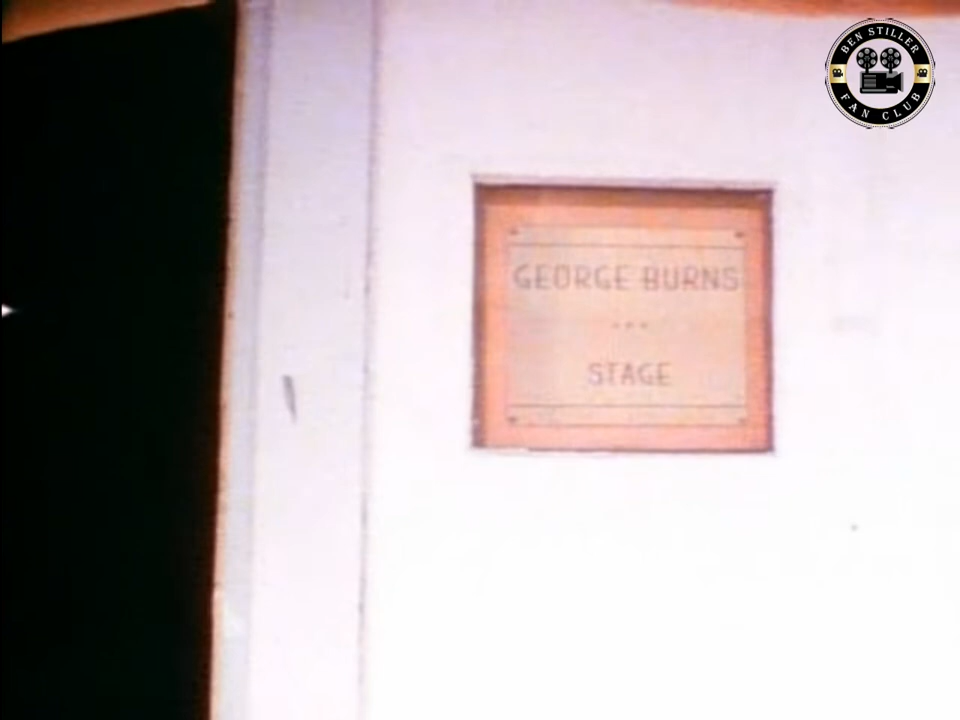 BEN STILLER
FAN CLUB
GEORGE BURNS
...
STAGE